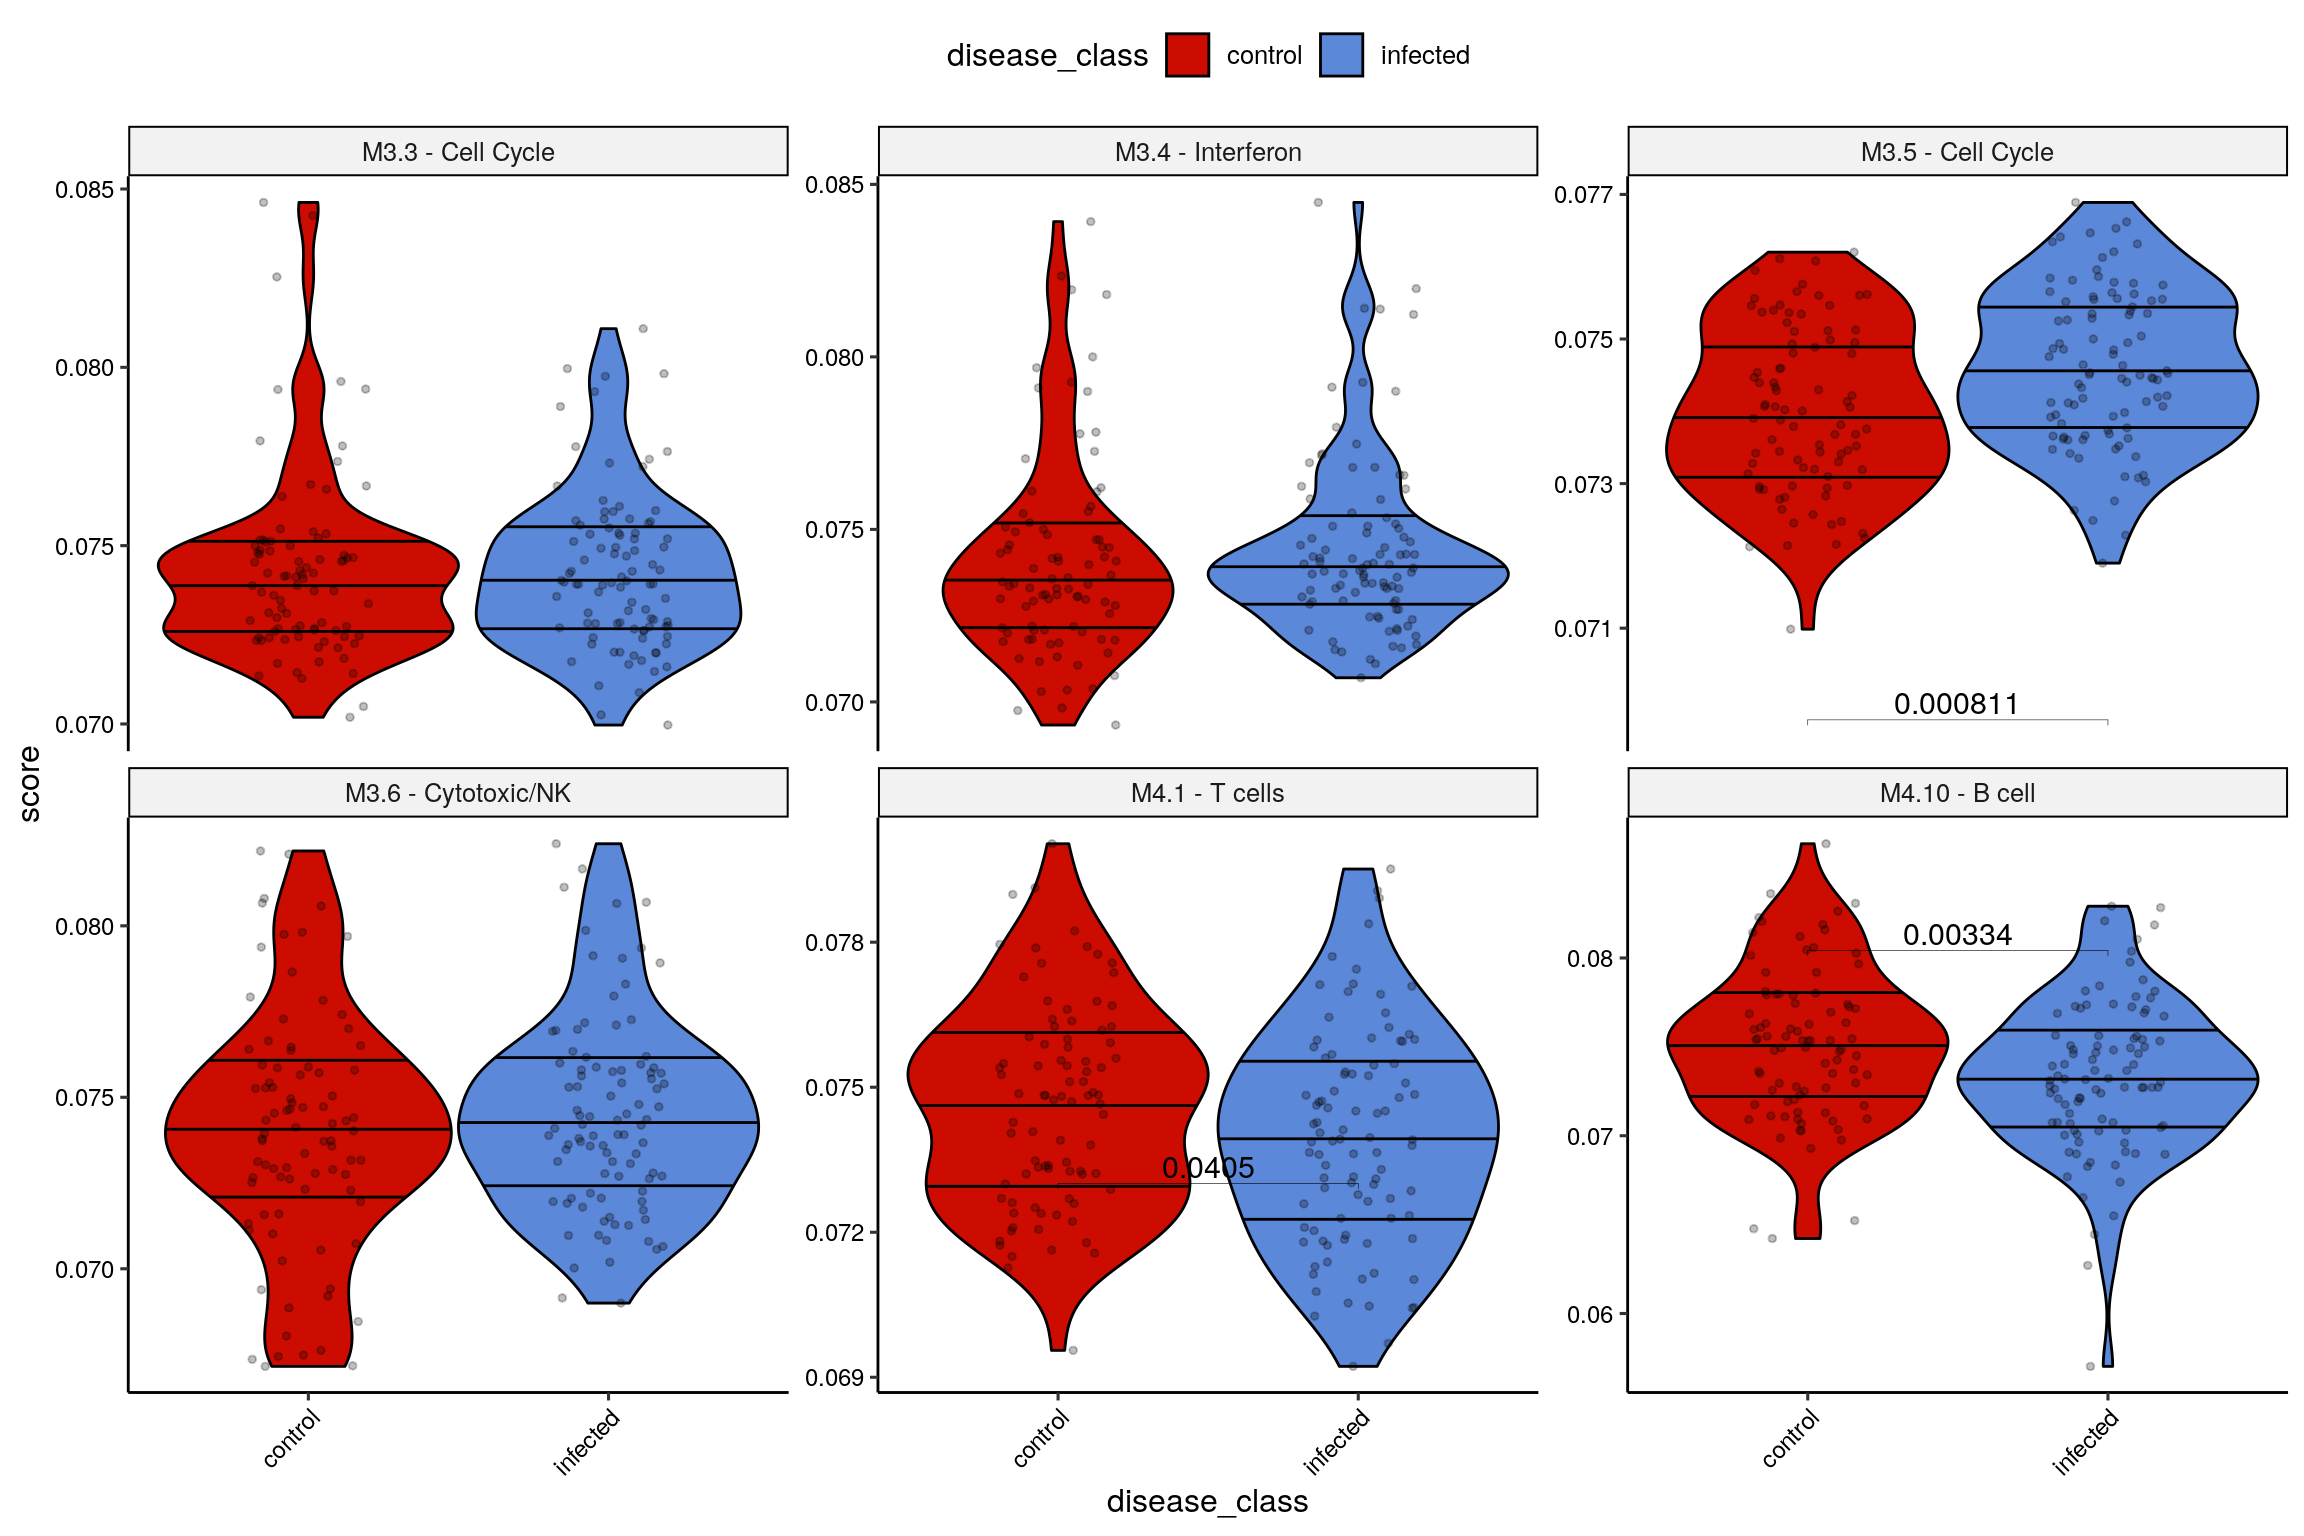 disease_class control infected
M3.3 - Cell Cycle
M3.4 - Interferon
M3.5 - Cell Cycle
0.085
0.080
0.075
0.070
0.085
0.080
0.075
0.070
0.077
0.075
0.073
0.071
0.000811
score
M3.6 - Cytotoxic/NK
M4.1 - T cells
M4.10 - B cell
0.080
0.075
0.070
0.078
0.075
0.072
0.069
0.0405
0.08
0.07
0.06
0.00334
control
infected
control
infected
control
infected
disease_class